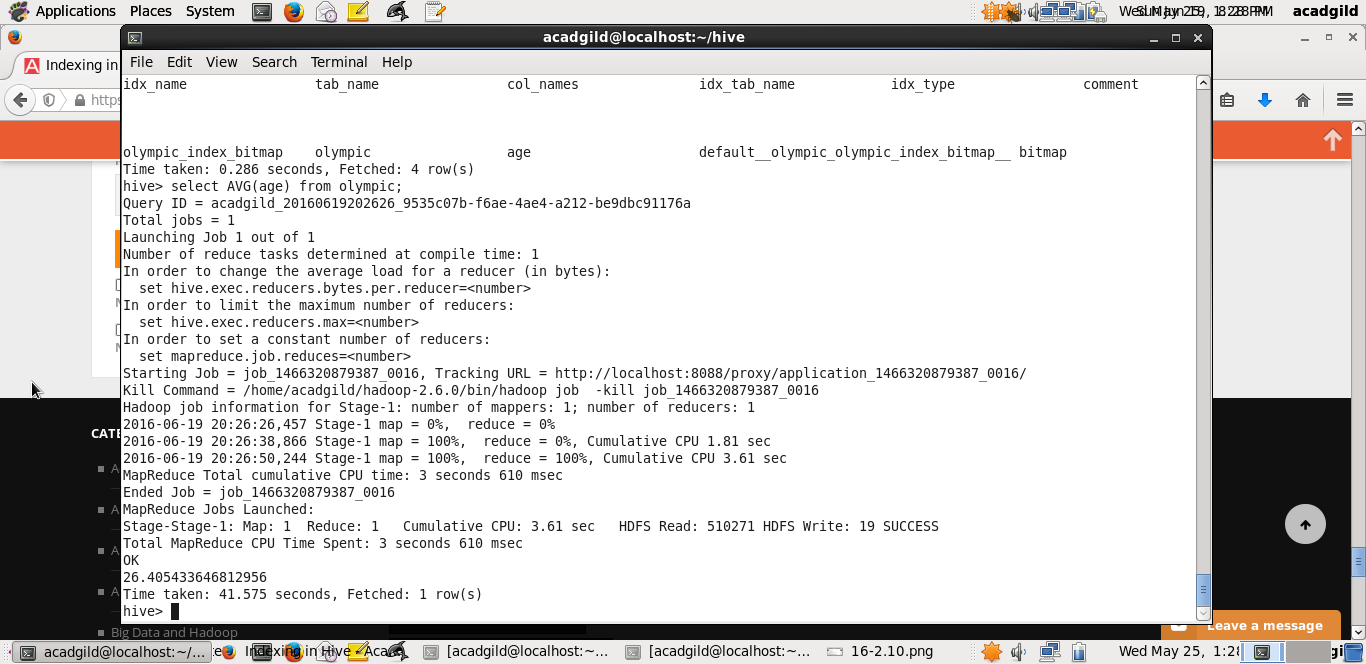 Applications Places System acadgild
acadgild@localhost:~/hive
Indexing in
File Edit View Search Terminal Help
https
idx_name tab_name col_names idx_tab_name idx_type comment
olympic_index_bitmap olympic age default__olympic_olympic_index_bitmap__ bitmap
Time taken: 0.286 seconds, Fetched: 4 row(s)
hive> select AVG(age) from olympic;
Query ID = acadgild_20160619202626_9535c07b-f6ae-4ae4-a212-be9dbc91176a
Total jobs = 1
Launching Job 1 out of 1
Number of reduce tasks determined at compile time: 1
In order to change the average load for a reducer (in bytes):
set hive.exec.reducers.bytes.per.reducer=<number>
In order to limit the maximum number of reducers:
set hive.exec.reducers.max=<number>
In order to set a constant number of reducers:
set mapreduce.job.reduces=<number>
Starting Job = job_1466320879387_0016, Tracking URL = http://localhost:8088/proxy/application_1466320879387_0016/
Kill Command = /home/acadgild/hadoop-2.6.0/bin/hadoop job  -kill job_1466320879387_0016
Hadoop job information for Stage-1: number of mappers: 1; number of reducers: 1
2016-06-19 20:26:26,457 Stage-1 map = 0%,  reduce = 0%
2016-06-19 20:26:38,866 Stage-1 map = 100%,  reduce = 0%, Cumulative CPU 1.81 sec
2016-06-19 20:26:50,244 Stage-1 map = 100%,  reduce = 100%, Cumulative CPU 3.61 sec
MapReduce Total cumulative CPU time: 3 seconds 610 msec
Ended Job = job_1466320879387_0016
MapReduce Jobs Launched:
Stage-Stage-1: Map: 1  Reduce: 1   Cumulative CPU: 3.61 sec   HDFS Read: 510271 HDFS Write: 19 SUCCESS
Total MapReduce CPU Time Spent: 3 seconds 610 msec
OK
26.405433646812956
Time taken: 41.575 seconds, Fetched: 1 row(s)
hive>
CATE
Big Data and Hadoop
Leave a message
acadgild@localhost:~/... Indexing in Hive - Acad [acadgild@localhost:~... [acadgild@localhost:~... 16-2.10.png Wed May 25, 1:28